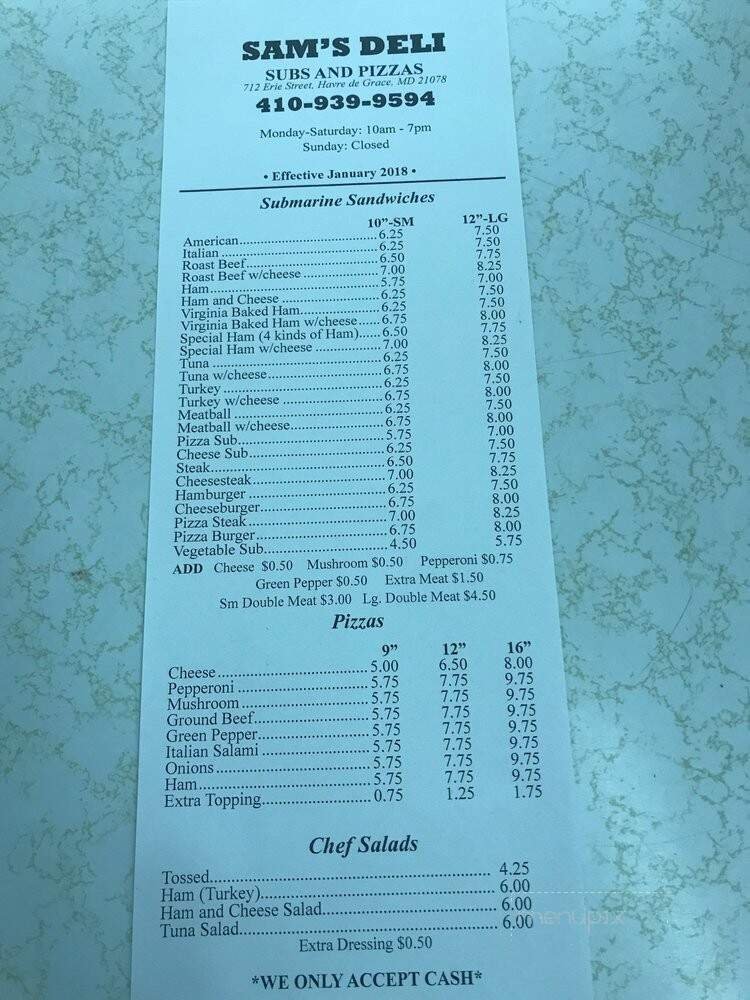 SAM'S DELI
SUBS AND PIZZAS
712 Erie Street, Havre de Grace, MD 21078
410-939-9594
Monday-Saturday: 10am - 7pm
Sunday: Closed
• Effective January 2018 •
Submarine Sandwiches
10"-SM 12"-LG
American 6.25 7.50
Italian 6.25 7.50
Roast Beef 6.50 7.75
Roast Beef w/cheese 7.00 8.25
Ham 5.75 7.00
Ham and Cheese 6.25 7.50
Virginia Baked Ham 6.25 7.50
Virginia Baked Ham w/cheese 6.75 8.00
Special Ham (4 kinds of Ham) 6.50 7.75
Special Ham w/cheese 7.00 8.25
Tuna 6.25 7.50
Tuna w/cheese 6.75 8.00
Turkey 6.25 7.50
Turkey w/cheese 6.75 8.00
Meatball 6.25 7.50
Meatball w/cheese 6.75 8.00
Pizza Sub 5.75 7.00
Cheese Sub 6.25 7.50
Steak 6.50 7.75
Cheesesteak 7.00 8.25
Hamburger 6.25 7.50
Cheeseburger 6.75 8.00
Pizza Steak 7.00 8.25
Pizza Burger 6.75 8.00
Vegetable Sub 4.50 5.75
ADD Cheese $0.50 Mushroom $0.50 Pepperoni $0.75
Green Pepper $0.50 Extra Meat $1.50
Sm Double Meat $3.00 Lg. Double Meat $4.50
Pizzas
9" 12" 16"
Cheese 5.00 6.50 8.00
Pepperoni 5.75 7.75 9.75
Mushroom 5.75 7.75 9.75
Ground Beef 5.75 7.75 9.75
Green Pepper 5.75 7.75 9.75
Italian Salami 5.75 7.75 9.75
Onions 5.75 7.75 9.75
Ham 5.75 7.75 9.75
Extra Topping 0.75 1.25 1.75
Chef Salads
Tossed 4.25
Ham (Turkey) 6.00
Ham and Cheese Salad 6.00
Tuna Salad 6.00
menupix
Extra Dressing $0.50
*WE ONLY ACCEPT CASH*